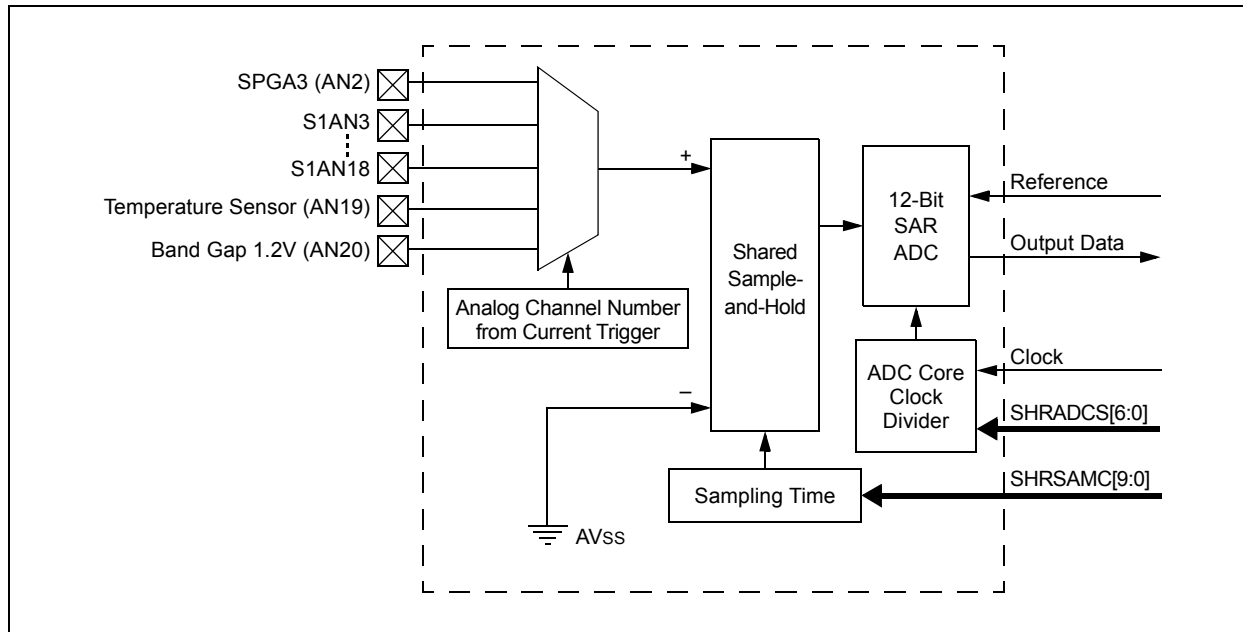 SPGA3 (AN2)
S1AN3
S1AN18
Temperature Sensor (AN19)
Band Gap 1.2V (AN20)
Analog Channel Number
from Current Trigger
+
–
Shared
Sample-
and-Hold
12-Bit
SAR
ADC
Reference
Output Data
ADC Core
Clock
Divider
Clock
SHRADCS[6:0]
Sampling Time
SHRSAMC[9:0]
AVSS